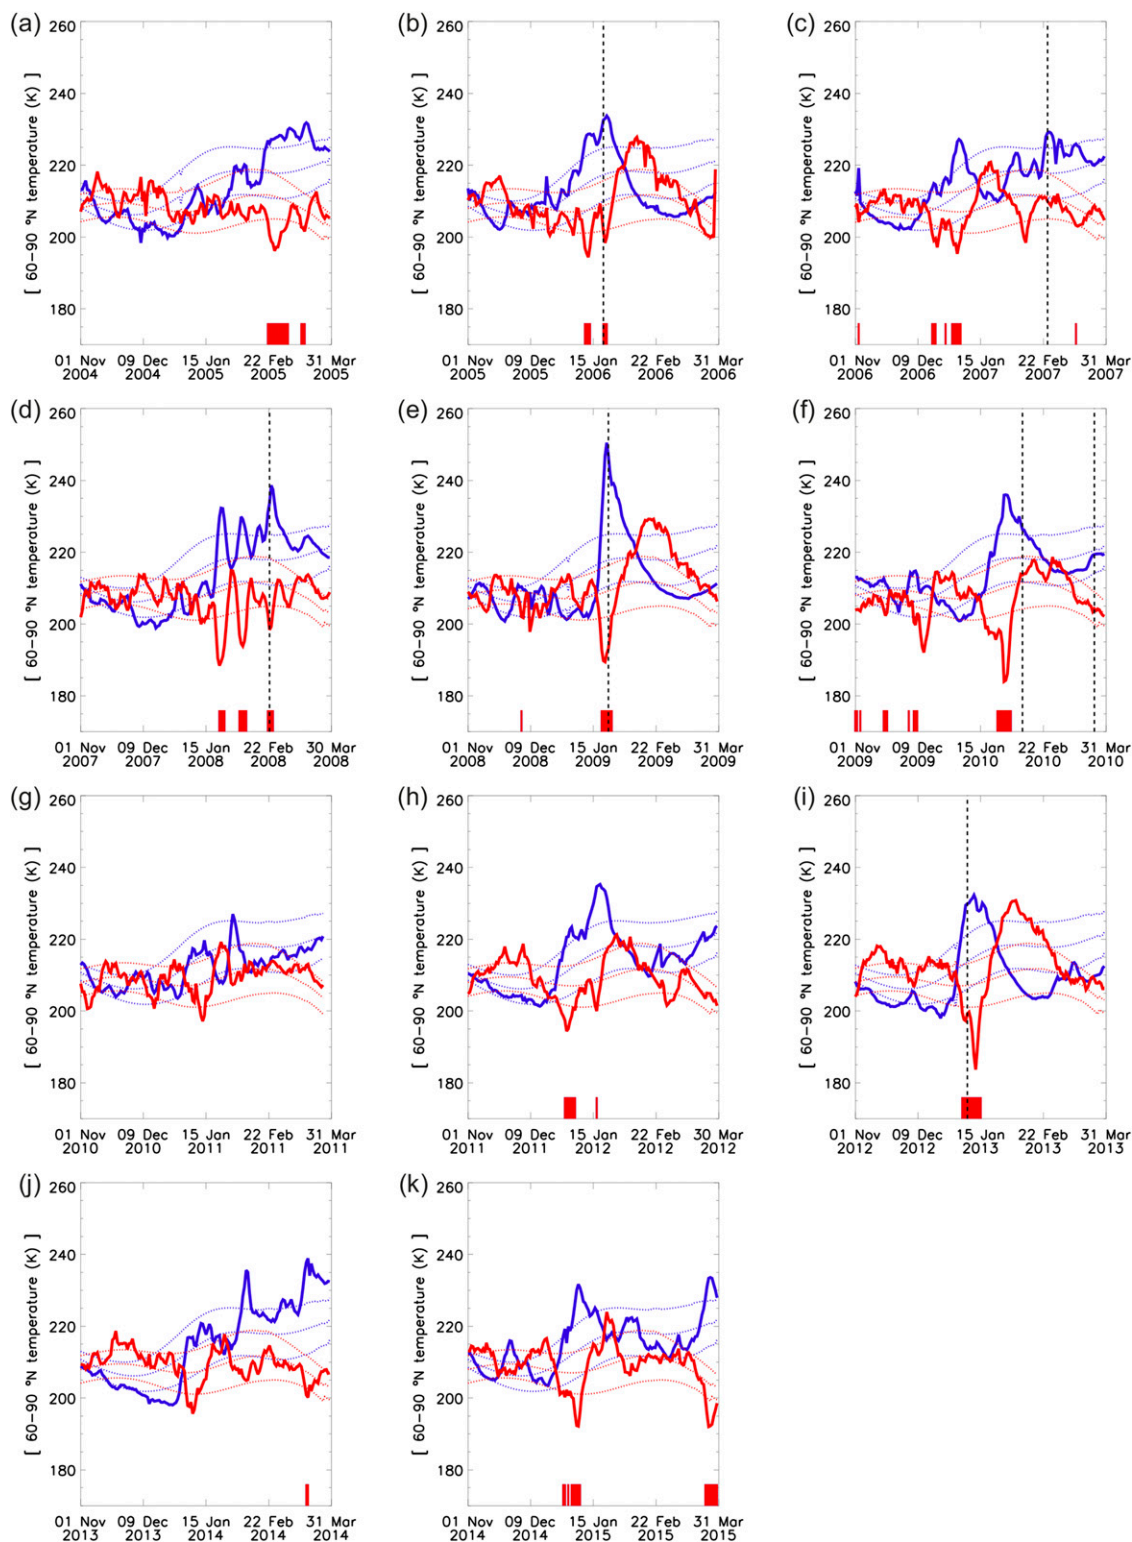 (a)
260
240
220
200
180
[ 60–90 °N temperature (K) ]
01 Nov 09 Dec 15 Jan 22 Feb 31 Mar
2004 2004 2005 2005 2005
(b)
260
240
220
200
180
[ 60–90 °N temperature (K) ]
01 Nov 09 Dec 15 Jan 22 Feb 31 Mar
2005 2005 2006 2006 2006
(c)
260
240
220
200
180
[ 60–90 °N temperature (K) ]
01 Nov 09 Dec 15 Jan 22 Feb 31 Mar
2006 2006 2007 2007 2007
(d)
260
240
220
200
180
[ 60–90 °N temperature (K) ]
01 Nov 09 Dec 15 Jan 22 Feb 30 Mar
2007 2007 2008 2008 2008
(e)
260
240
220
200
180
[ 60–90 °N temperature (K) ]
01 Nov 09 Dec 15 Jan 22 Feb 31 Mar
2008 2008 2009 2009 2009
(f)
260
240
220
200
180
[ 60–90 °N temperature (K) ]
01 Nov 09 Dec 15 Jan 22 Feb 31 Mar
2009 2009 2010 2010 2010
(g)
260
240
220
200
180
[ 60–90 °N temperature (K) ]
01 Nov 09 Dec 15 Jan 22 Feb 31 Mar
2010 2010 2011 2011 2011
(h)
260
240
220
200
180
[ 60–90 °N temperature (K) ]
01 Nov 09 Dec 15 Jan 22 Feb 30 Mar
2011 2011 2012 2012 2012
(i)
260
240
220
200
180
[ 60–90 °N temperature (K) ]
01 Nov 09 Dec 15 Jan 22 Feb 31 Mar
2012 2012 2013 2013 2013
(j)
260
240
220
200
180
[ 60–90 °N temperature (K) ]
01 Nov 09 Dec 15 Jan 22 Feb 31 Mar
2013 2013 2014 2014 2014
(k)
260
240
220
200
180
[ 60–90 °N temperature (K) ]
01 Nov 09 Dec 15 Jan 22 Feb 31 Mar
2014 2014 2015 2015 2015